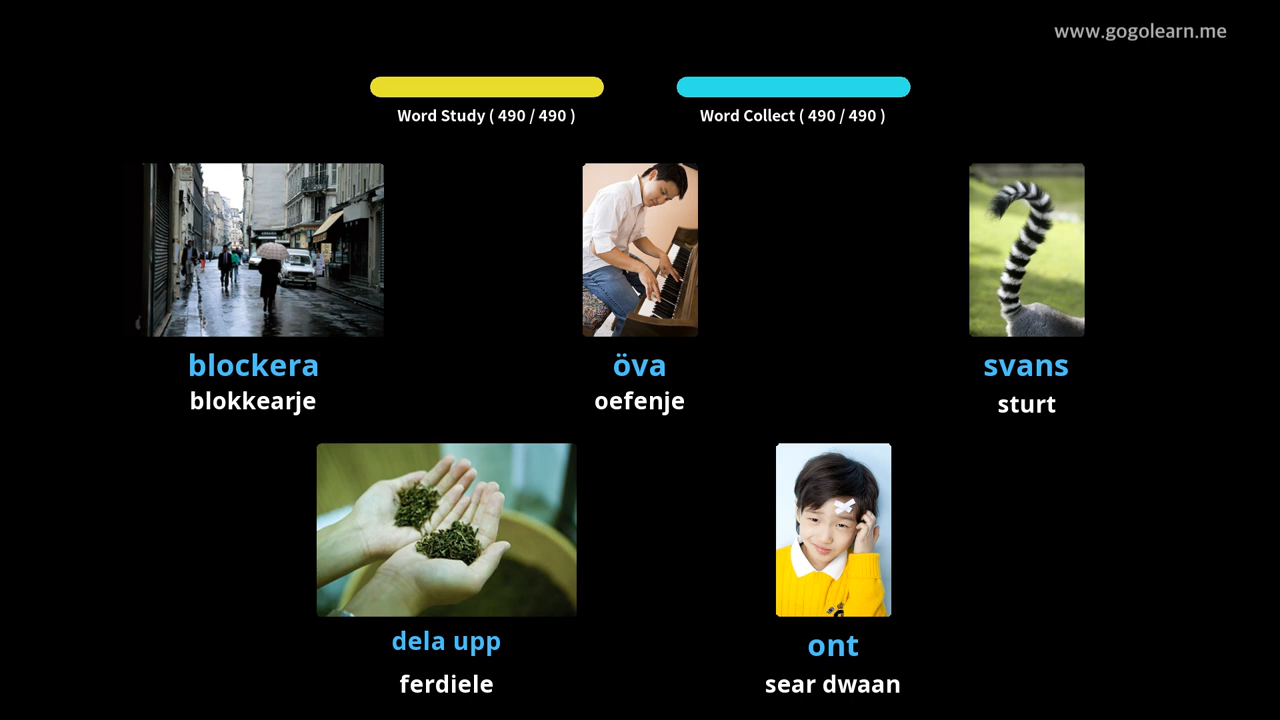 www.gogolearn.me
Word Study ( 490 / 490 )
Word Collect ( 490 / 490 )
blockera
blokkearje
öva
oefenje
svans
sturt
dela upp
ferdiele
ont
sear dwaan